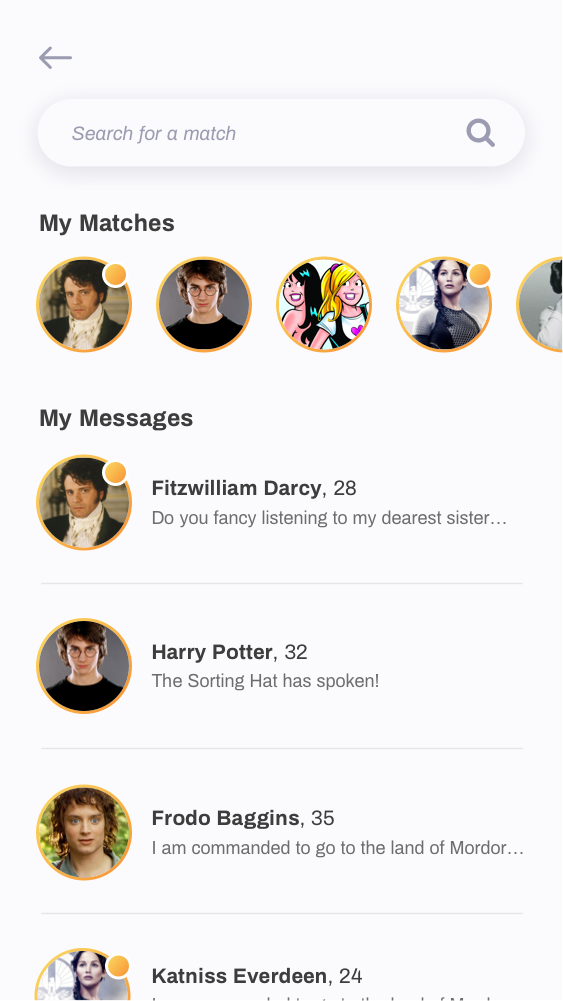 Search for a match
My Matches
My Messages
Fitzwilliam Darcy, 28
Do you fancy listening to my dearest sister...
Harry Potter, 32
The Sorting Hat has spoken!
Frodo Baggins, 35
I am commanded to go to the land of Mordor...
Katniss Everdeen, 24